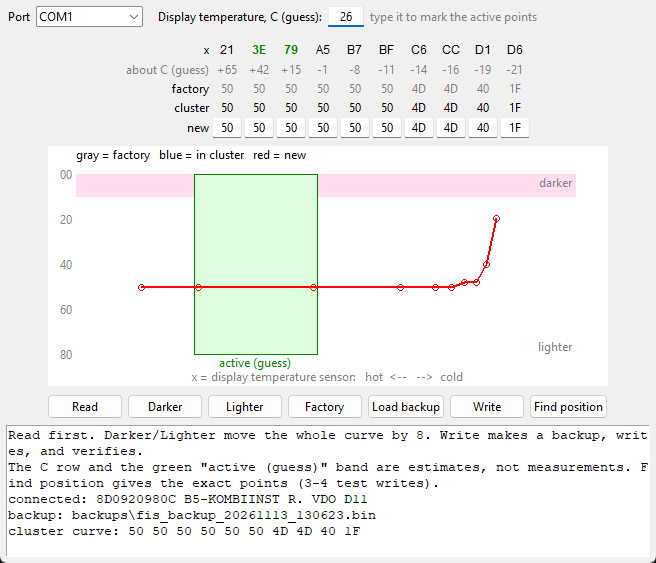 Port COM1 Display temperature, C (guess): 26 type it to mark the active points
x 21 3E 79 A5 B7 BF C6 CC D1 D6
about C (guess) +65 +42 +15 -1 -8 -11 -14 -16 -19 -21
factory 50 50 50 50 50 50 4D 4D 40 1F
cluster 50 50 50 50 50 50 4D 4D 40 1F
new 50 50 50 50 50 50 4D 4D 40 1F
gray = factory blue = in cluster red = new
00 darker
20
40
60
lighter
80
active (guess)
x = display temperature sensor: hot <-- --> cold
Read Darker Lighter Factory Load backup Write Find position
Read first. Darker/Lighter move the whole curve by 8. Write makes a backup, writ
es, and verifies.
The C row and the green "active (guess)" band are estimates, not measurements. F
ind position gives the exact points (3-4 test writes).
connected: 8D0920980C B5-KOMBIINST R. VDO D11
backup: backups\fis_backup_20261113_130623.bin
cluster curve: 50 50 50 50 50 50 4D 4D 40 1F